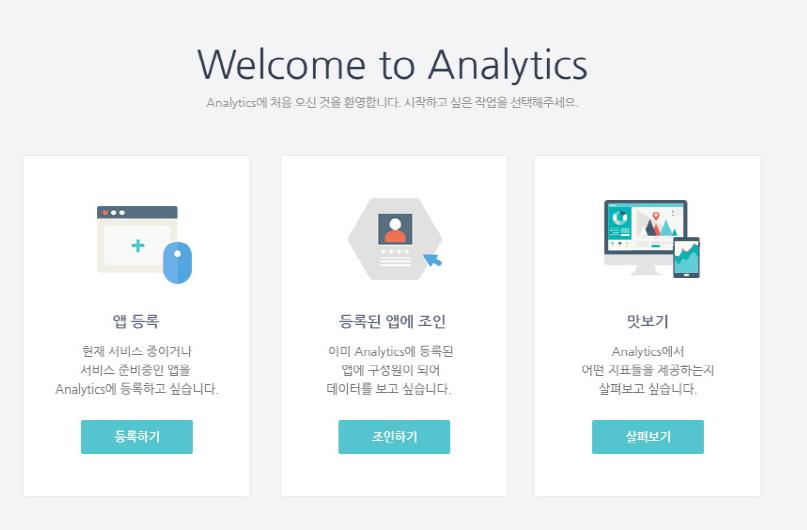 Welcome to Analytics
Analytics에 처음 오신 것을 환영합니다. 시작하고 싶은 작업을 선택해주세요.
앱 등록
현재 서비스 중이거나
서비스 준비중인 앱을
Analytics에 등록하고 싶습니다.
등록하기
등록된 앱에 조인
이미 Analytics에 등록된
앱에 구성원이 되어
데이터를 보고 싶습니다.
조인하기
맛보기
Analytics에서
어떤 지표들을 제공하는지
살펴보고 싶습니다.
살펴보기